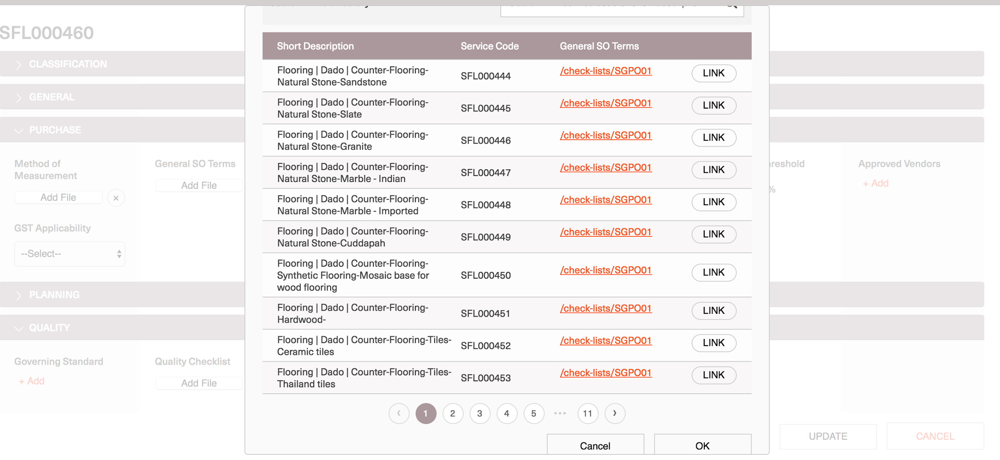 SFL000460
CLASSIFICATION
GENERAL
PURCHASE
Method of
Measurement
General SO Terms
Add File
Add File
×
GST Applicability
--Select--
PLANNING
QUALITY
Governing Standard
Quality Checklist
+ Add
Add File
Short Description Service Code General SO Terms
Flooring | Dado | Counter-Flooring-
Natural Stone-Sandstone
SFL000444
/check-lists/SGPO01
LINK
Flooring | Dado | Counter-Flooring-
Natural Stone-Slate
SFL000445
/check-lists/SGPO01
LINK
Flooring | Dado | Counter-Flooring-
Natural Stone-Granite
SFL000446
/check-lists/SGPO01
LINK
Flooring | Dado | Counter-Flooring-
Natural Stone-Marble - Indian
SFL000447
/check-lists/SGPO01
LINK
Flooring | Dado | Counter-Flooring-
Natural Stone-Marble - Imported
SFL000448
/check-lists/SGPO01
LINK
Flooring | Dado | Counter-Flooring-
Natural Stone-Cuddapah
SFL000449
/check-lists/SGPO01
LINK
Flooring | Dado | Counter-Flooring-
Synthetic Flooring-Mosaic base for
wood flooring
SFL000450
/check-lists/SGPO01
LINK
Flooring | Dado | Counter-Flooring-
Hardwood-
SFL000451
/check-lists/SGPO01
LINK
Flooring | Dado | Counter-Flooring-Tiles-
Ceramic tiles
SFL000452
/check-lists/SGPO01
LINK
Flooring | Dado | Counter-Flooring-Tiles-
Thailand tiles
SFL000453
/check-lists/SGPO01
LINK
‹ 1 2 3 4 5 ••• 11 ›
Cancel OK
reshold
%
Approved Vendors
+ Add
UPDATE CANCEL